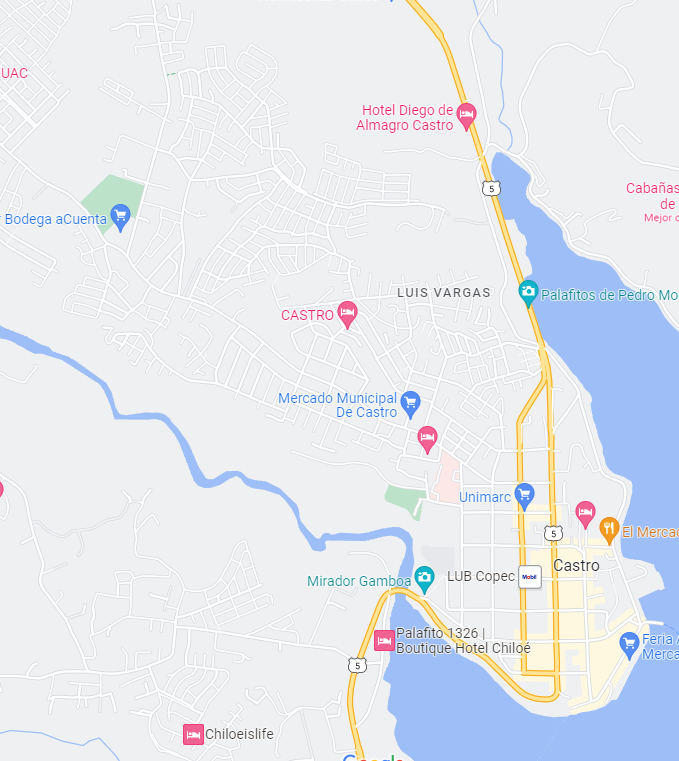 UAC
Hotel Diego de
Almagro Castro
5
Cabañas
de
Mejor
Bodega aCuenta
LUIS VARGAS
Palafitos de Pedro Mo
CASTRO
Mercado Municipal
De Castro
Unimarc
5
El Merca
Castro
LUB Copec
Mobil
Mirador Gamboa
Palafito 1326 |
Boutique Hotel Chiloé
5
Feria
Merca
Chiloeislife
Google